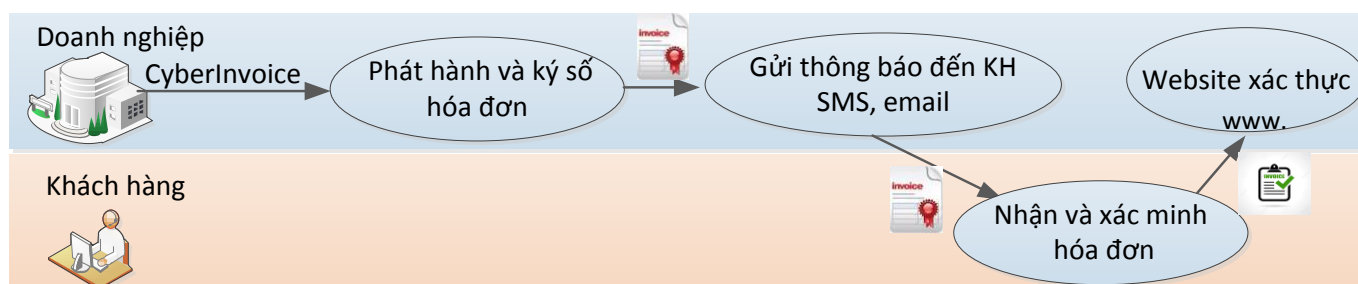 Doanh nghiệp
CyberInvoice
Phát hành và ký số
hóa đơn
invoice
Gửi thông báo đến KH
SMS, email
Website xác thực
www.
Khách hàng
invoice
Nhận và xác minh
hóa đơn
INVOICE